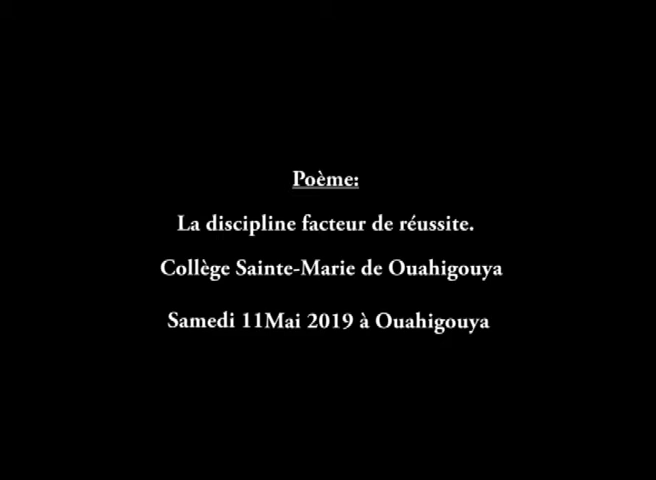 Poème:
La discipline facteur de réussite.
Collège Sainte-Marie de Ouahigouya
Samedi 11Mai 2019 à Ouahigouya